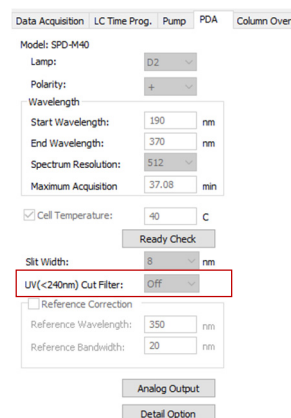 Data Acquisition LC Time Prog. Pump PDA Column Over
Model: SPD-M40
Lamp: D2
Polarity: +
Wavelength
Start Wavelength: 190 nm
End Wavelength: 370 nm
Spectrum Resolution: 512
Maximum Acquisition 37.08 min
Cell Temperature: 40 C
Ready Check
Slit Width: 8 nm
UV(<240nm) Cut Filter: Off
Reference Correction
Reference Wavelength: 350 nm
Reference Bandwidth: 20 nm
Analog Output
Detail Option